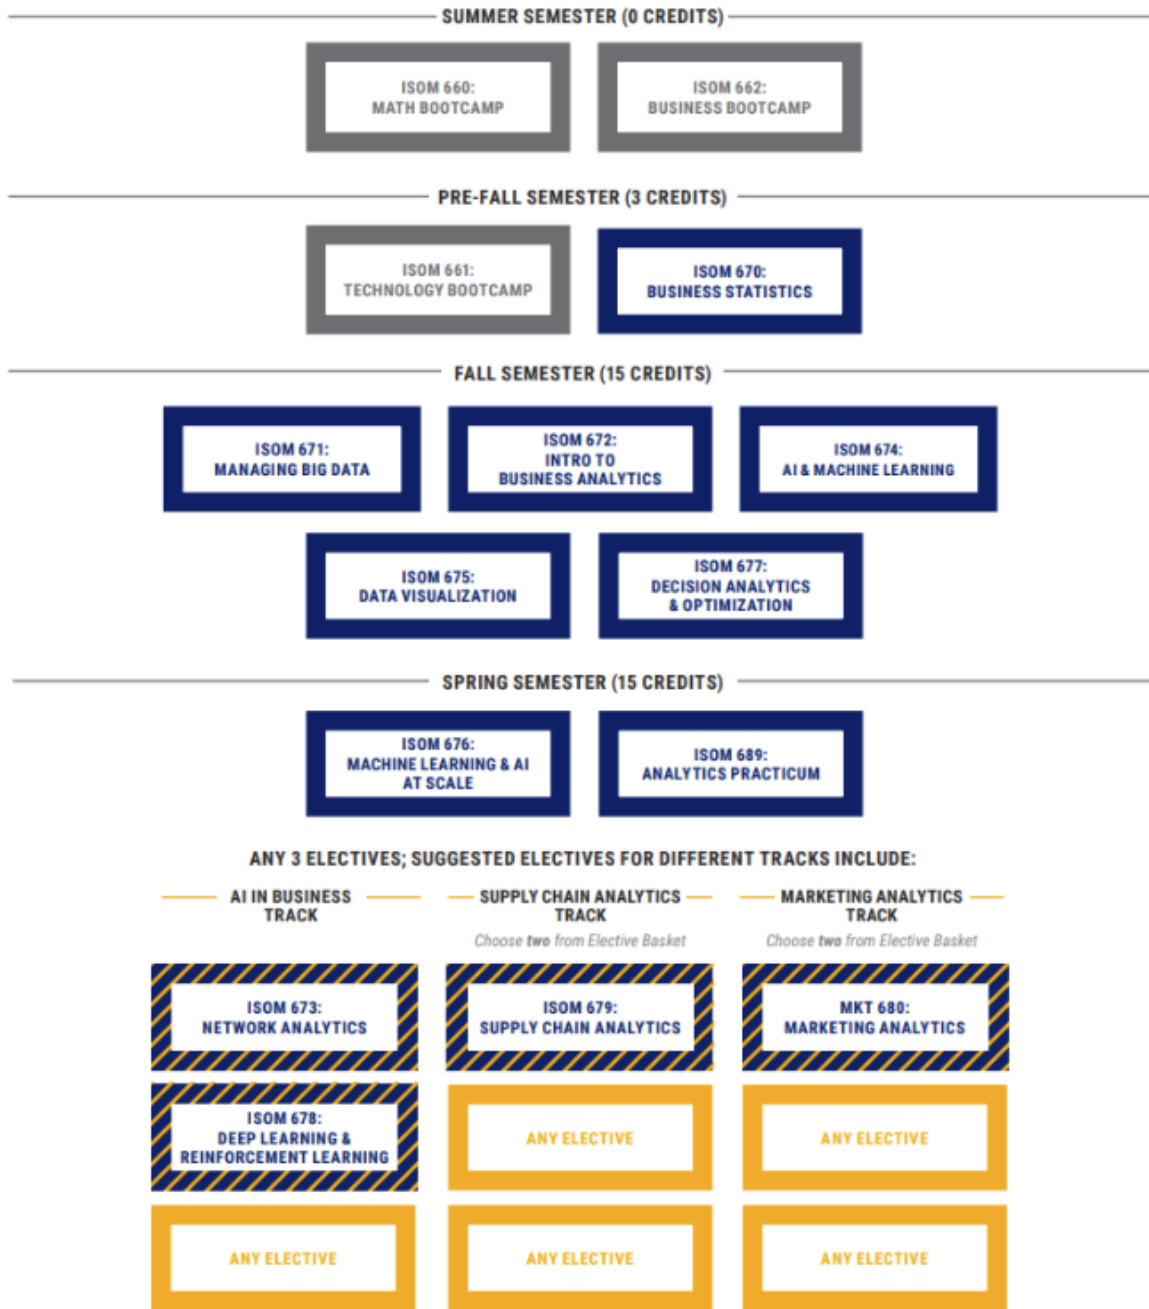 SUMMER SEMESTER (0 CREDITS)
ISOM 660:
MATH BOOTCAMP
ISOM 662:
BUSINESS BOOTCAMP
PRE-FALL SEMESTER (3 CREDITS)
ISOM 661:
TECHNOLOGY BOOTCAMP
ISOM 670:
BUSINESS STATISTICS
FALL SEMESTER (15 CREDITS)
ISOM 671:
MANAGING BIG DATA
ISOM 672:
INTRO TO
BUSINESS ANALYTICS
ISOM 674:
AI & MACHINE LEARNING
ISOM 675:
DATA VISUALIZATION
ISOM 677:
DECISION ANALYTICS
& OPTIMIZATION
SPRING SEMESTER (15 CREDITS)
ISOM 676:
MACHINE LEARNING & AI
AT SCALE
ISOM 689:
ANALYTICS PRACTICUM
ANY 3 ELECTIVES; SUGGESTED ELECTIVES FOR DIFFERENT TRACKS INCLUDE:
AI IN BUSINESS
TRACK
ISOM 673:
NETWORK ANALYTICS
ISOM 678:
DEEP LEARNING &
REINFORCEMENT LEARNING
ANY ELECTIVE
SUPPLY CHAIN ANALYTICS
TRACK
Choose two from Elective Basket
ISOM 679:
SUPPLY CHAIN ANALYTICS
ANY ELECTIVE
ANY ELECTIVE
MARKETING ANALYTICS
TRACK
Choose two from Elective Basket
MKT 680:
MARKETING ANALYTICS
ANY ELECTIVE
ANY ELECTIVE